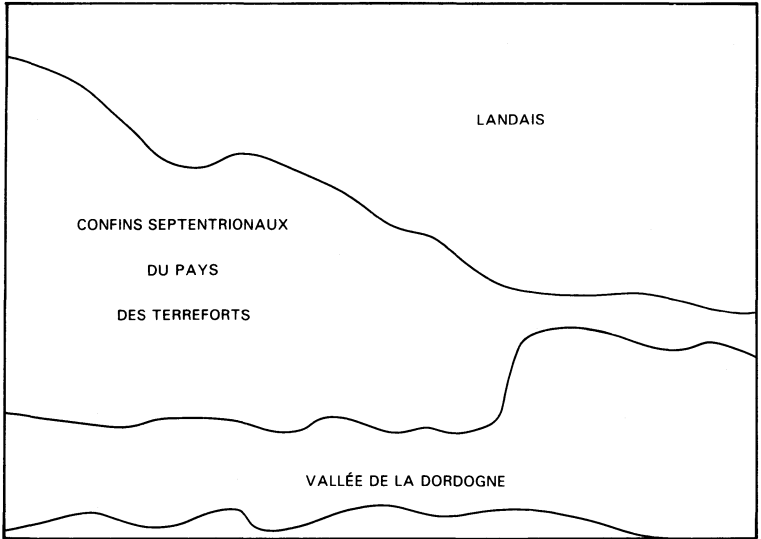 LANDAIS
CONFINS SEPTENTRIONAUX
DU PAYS
DES TERREFORTS
VALLÉE DE LA DORDOGNE